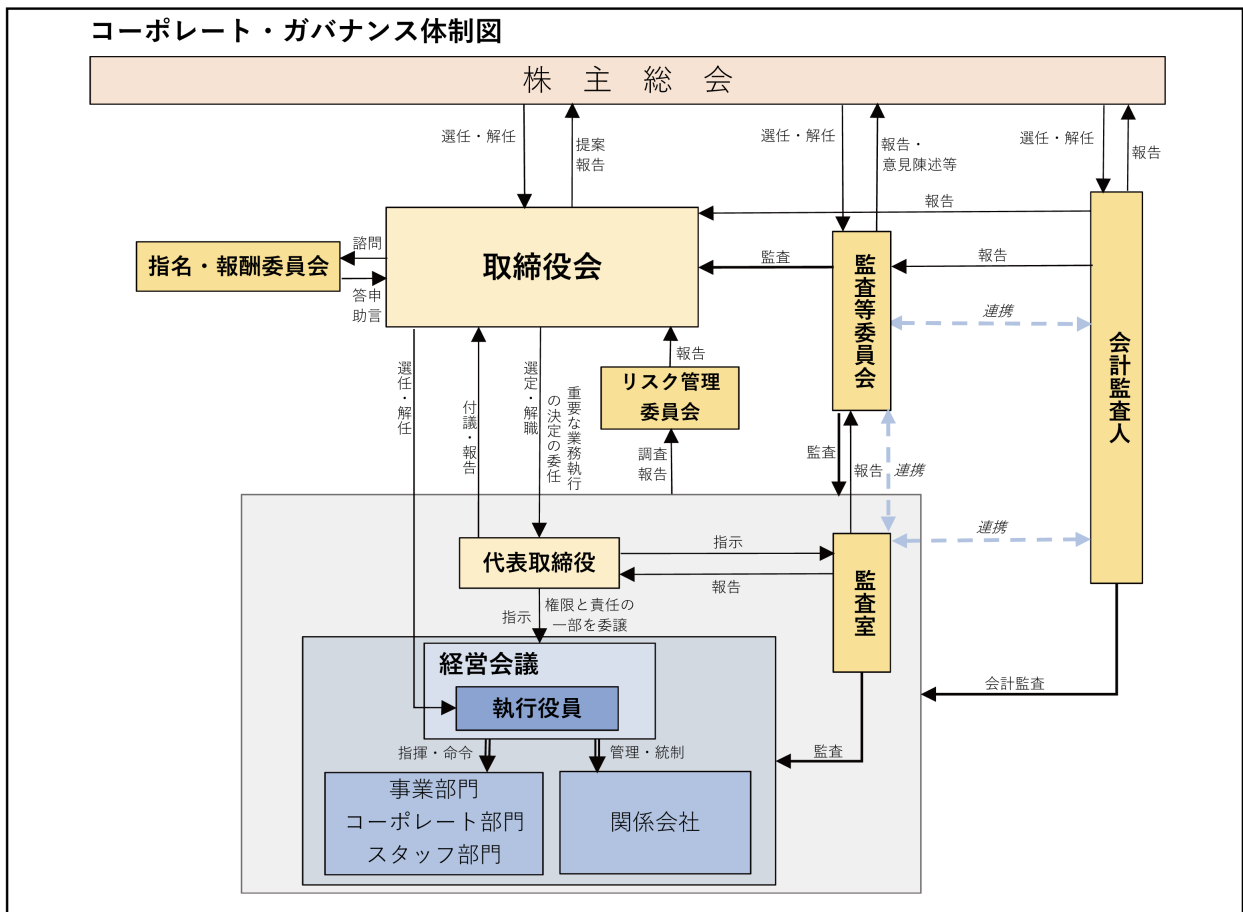 コーポレート・ガバナンス体制図
株主総会
選任・解任
提案
報告
選任・解任
報告・
意見陳述等
選任・解任
報告
報告
諮問
指名・報酬委員会
答申
助言
取締役会
監査
監査等委員会
報告
連携
会計監査人
報告
リスク管理
委員会
選任・解任
付議・報告
選定・解職
重要な業務執行
の決定の委任
調査
報告
監査
報告
連携
連携
代表取締役
指示
報告
監査室
指示
権限と責任の
一部を委譲
経営会議
執行役員
会計監査
指揮・命令
管理・統制
監査
事業部門
コーポレート部門
スタッフ部門
関係会社